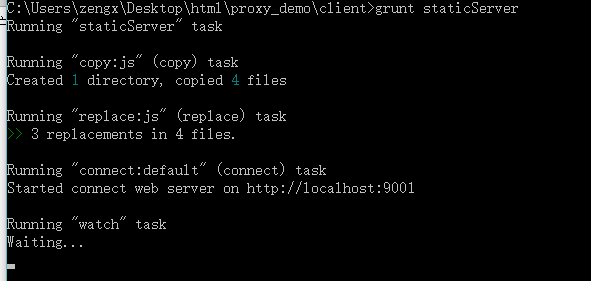 C:\Users\zengx\Desktop\html\proxy_demo\client>grunt staticServer
Running "staticServer" task
Running "copy:js" (copy) task
Created 1 directory, copied 4 files
Running "replace:js" (replace) task
>> 3 replacements in 4 files.
Running "connect:default" (connect) task
Started connect web server on http://localhost:9001
Running "watch" task
Waiting...